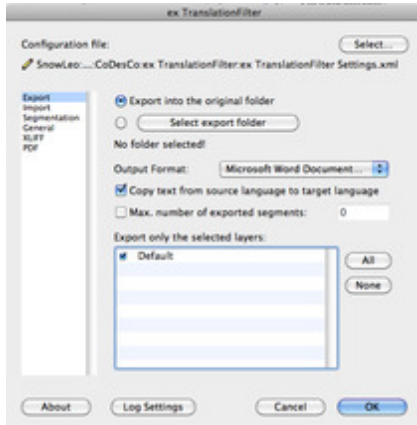 ex TranslationFilter
Configuration file:
Select...
SnowLeo:...:CoDesCo:ex TranslationFilter:ex TranslationFilter Settings.xml
Export
Import
Segmentation
General
XLIFF
PDF
Export into the original folder
Select export folder
No folder selected!
Output Format: Microsoft Word Document...
Copy text from source language to target language
Max. number of exported segments: 0
Export only the selected layers:
Default
All
None
About
Log Settings
Cancel
OK